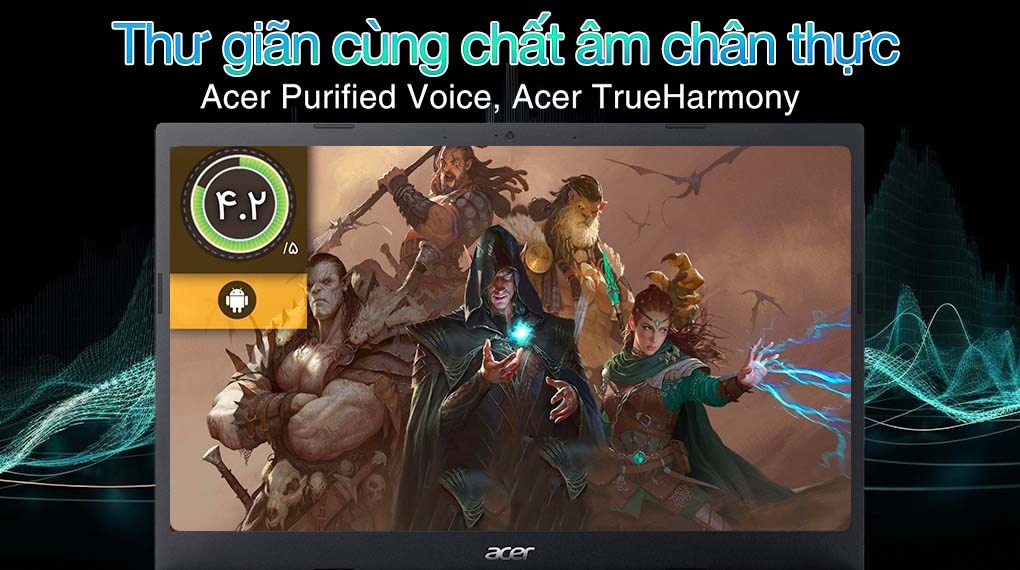 Thư giãn cùng chất âm chân thực
Acer Purified Voice, Acer TrueHarmony
۴.۲
/۵
acer